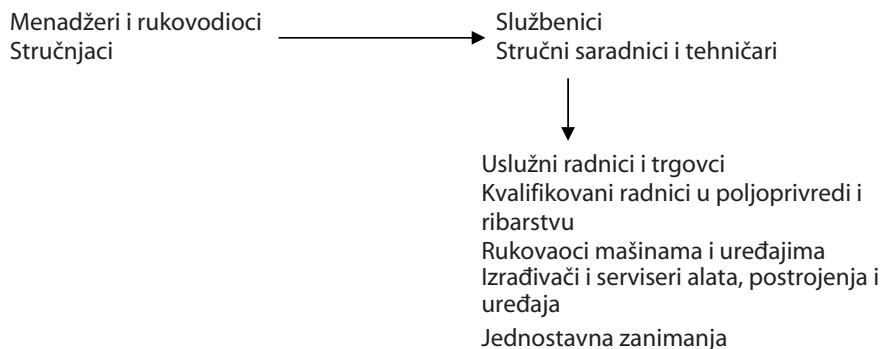 Menadžeri i rukovodioci
Stručnjaci
Službenici
Stručni saradnici i tehničari
Uslužni radnici i trgovci
Kvalifikovani radnici u poljoprivredi i
ribarstvu
Rukovaoci mašinama i uređajima
Izrađivači i serviseri alata, postrojenja i
uređaja
Jednostavna zanimanja